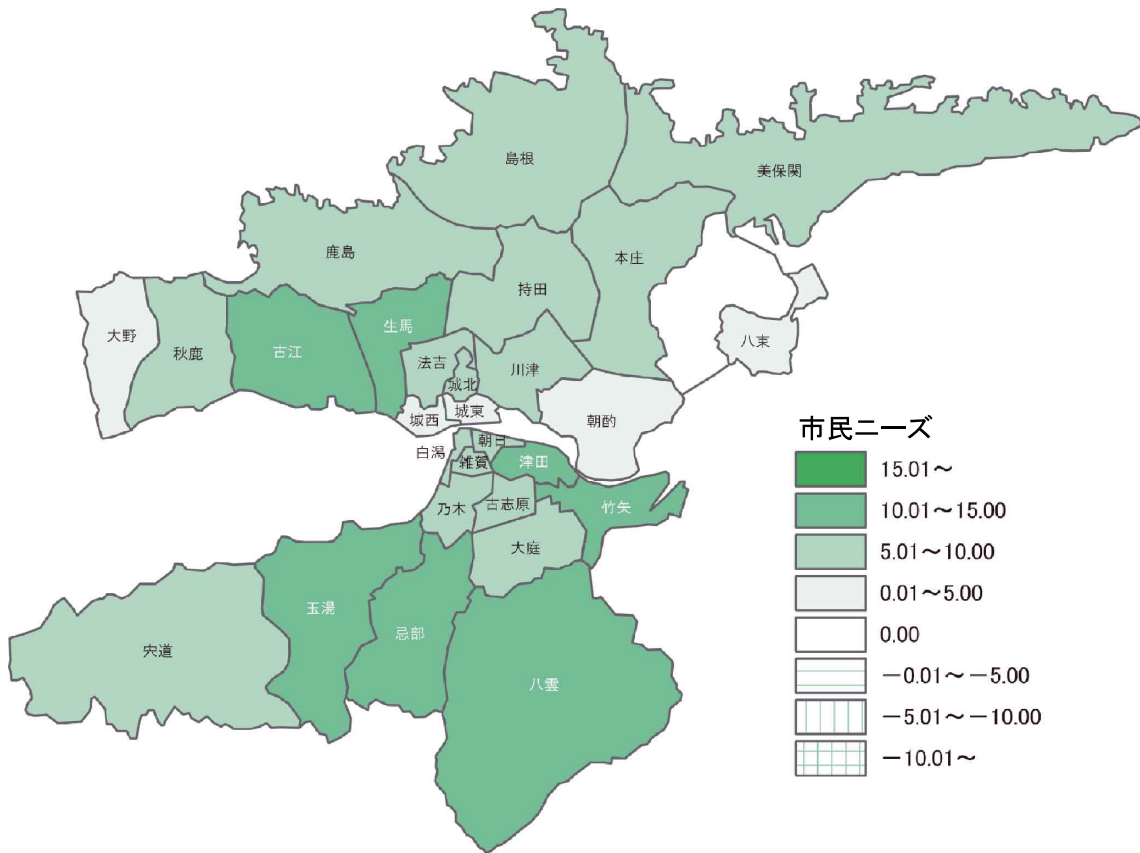 島根
美保関
鹿島
本庄
持田
大野
秋鹿
古江
生馬
法吉
城北
川津
八束
城西
城東
朝酌
白潟
朝日
雑賀
津田
乃木
古志原
竹矢
大庭
玉湯
忌部
宍道
八雲
市民ニーズ
15.01～
10.01～15.00
5.01～10.00
0.01～5.00
0.00
－0.01～－5.00
－5.01～－10.00
－10.01～